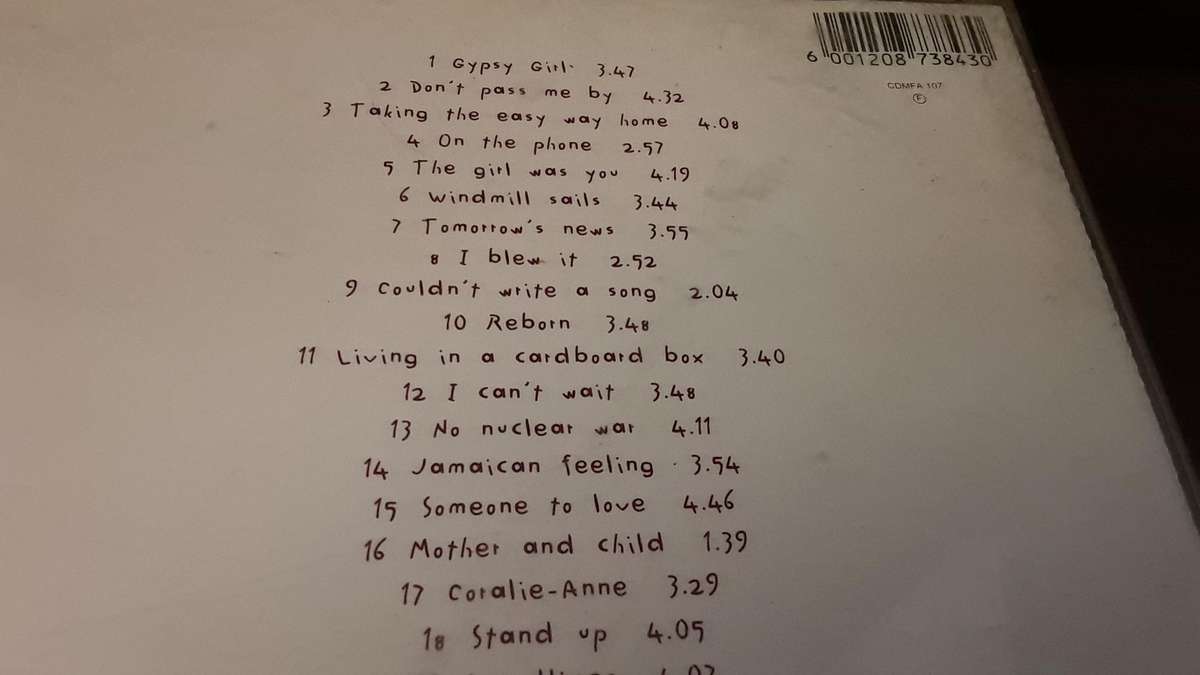 6 001208 738430
CDMFA 107
F
1 Gypsy Girl 3.47
2 Don't pass me by 4.32
3 Taking the easy way home 4.08
4 On the phone 2.57
5 The girl was you 4.19
6 Windmill sails 3.44
7 Tomorrow's news 3.55
8 I blew it 2.52
9 Couldn't write a song 2.04
10 Reborn 3.48
11 Living in a cardboard box 3.40
12 I can't wait 3.48
13 No nuclear war 4.11
14 Jamaican feeling 3.54
15 Someone to love 4.46
16 Mother and child 1.39
17 Coralie-Anne 3.29
18 Stand up 4.05